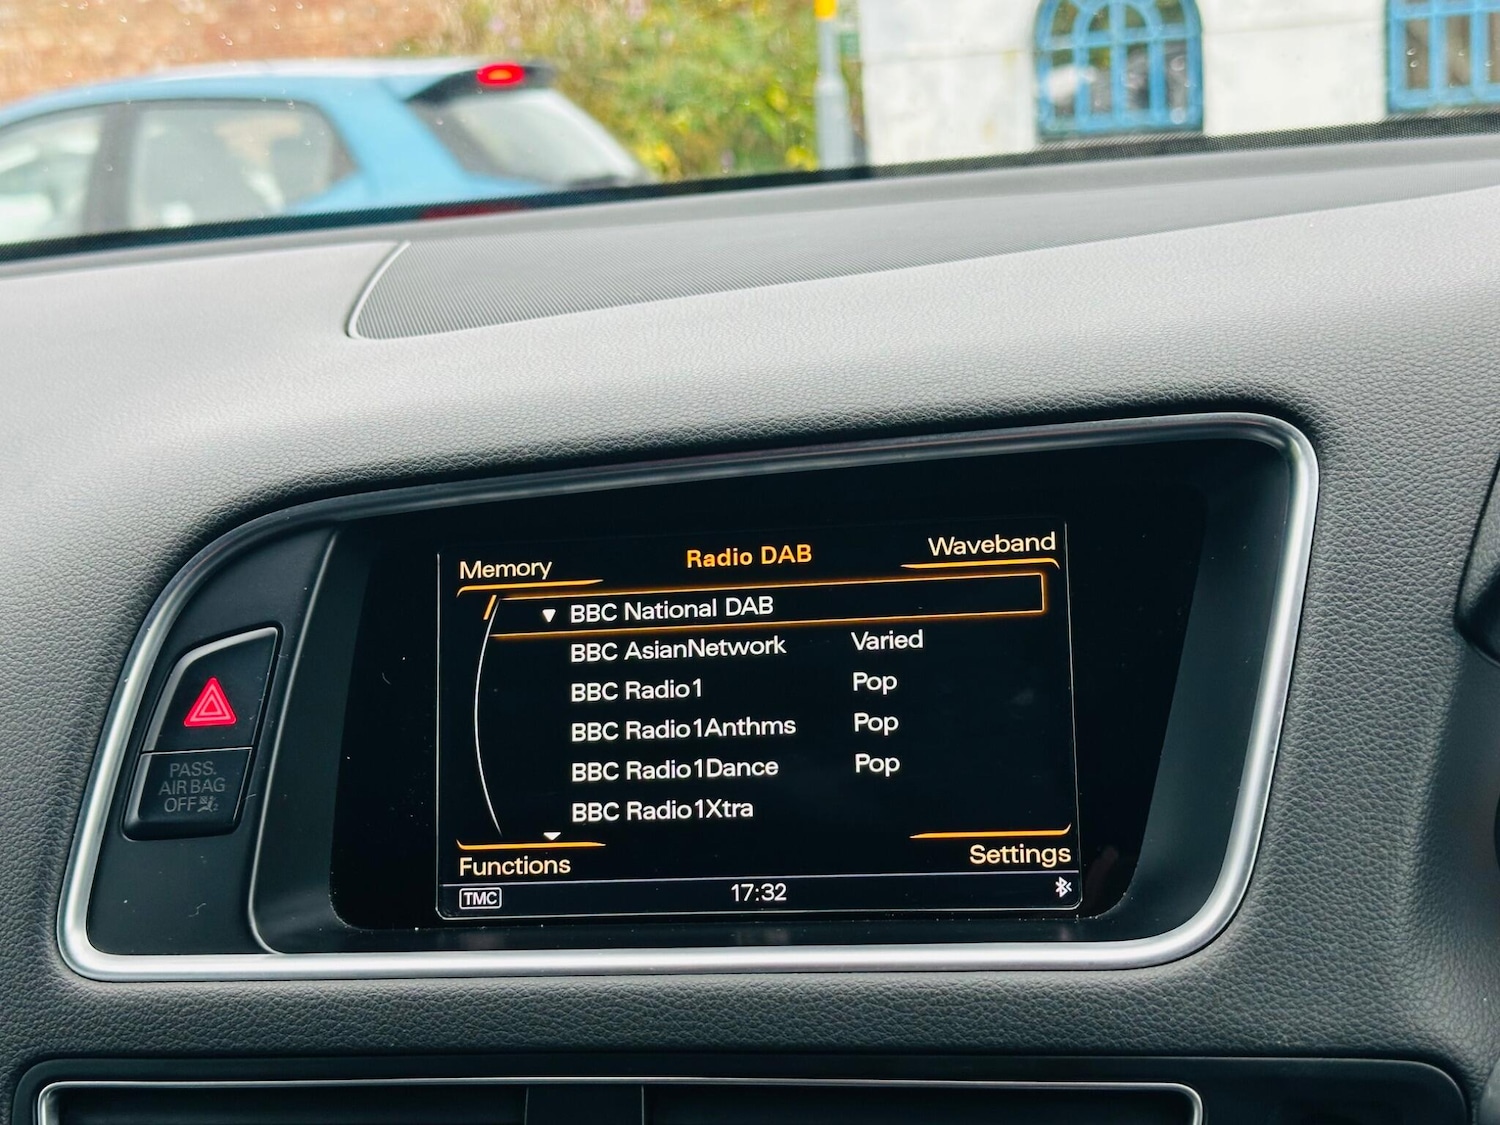 Memory
Radio DAB
Waveband
BBC National DAB
BBC AsianNetwork Varied
BBC Radio1 Pop
BBC Radio1Anthms Pop
BBC Radio1Dance Pop
BBC Radio1Xtra
Functions
Settings
TMC
17:32
PASS.
AIR BAG
OFF